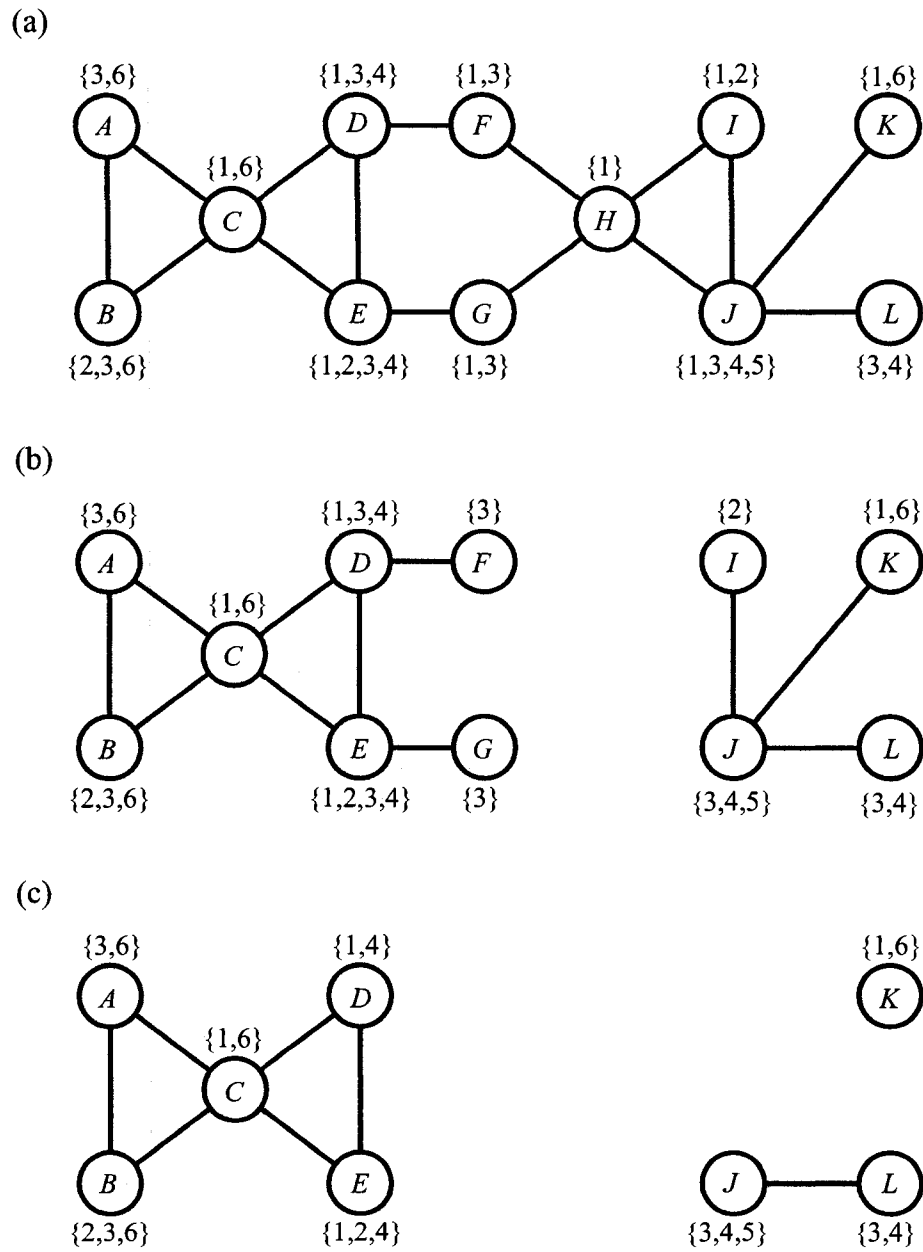 (a)
{3,6} {1,3,4} {1,3} {1,2} {1,6}
A D F I K
{1,6} {1}
C H
B E G J L
{2,3,6} {1,2,3,4} {1,3} {1,3,4,5} {3,4}
(b)
{3,6} {1,3,4} {3} {2} {1,6}
A D F I K
{1,6}
C
B E G J L
{2,3,6} {1,2,3,4} {3} {3,4,5} {3,4}
(c)
{3,6} {1,4} {1,6}
A D K
{1,6}
C
B E J L
{2,3,6} {1,2,4} {3,4,5} {3,4}